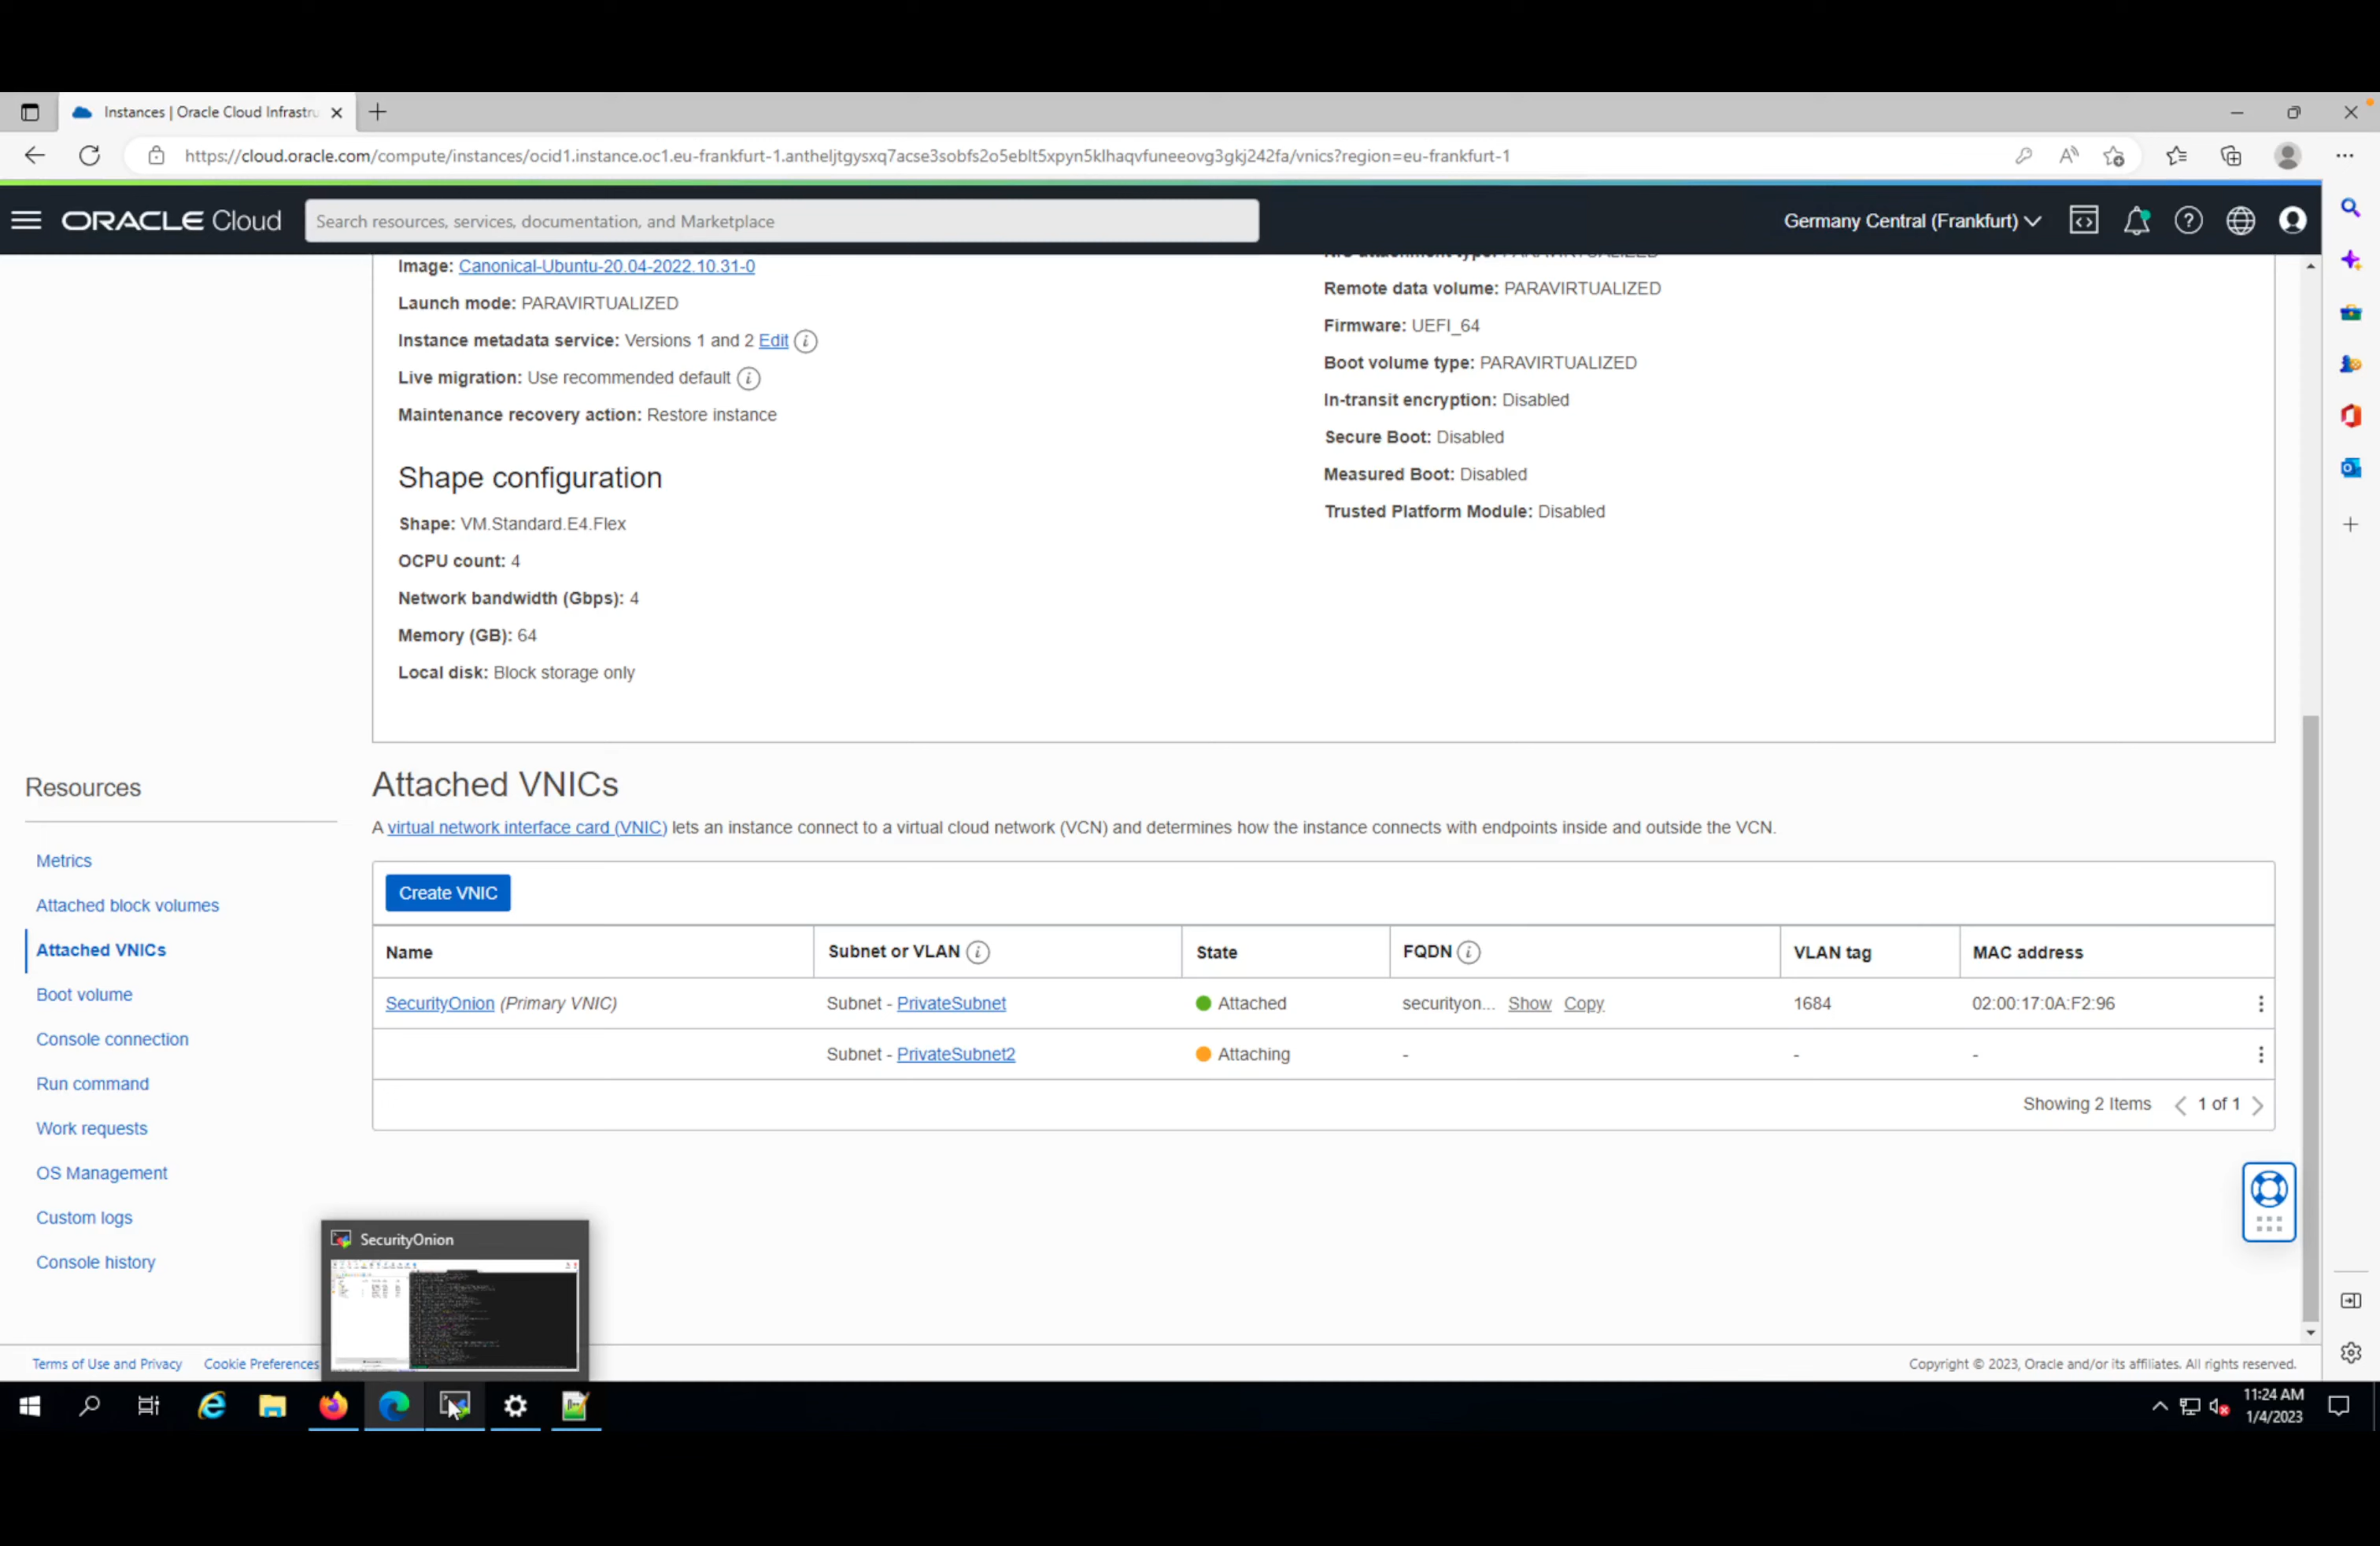 Instances | Oracle Cloud Infrastru
https://cloud.oracle.com/compute/instances/ocid1.instance.oc1.eu-frankfurt-1.antheljtgysxq7acse3sobfs2o5eblt5xpyn5klhaqvfuneeovg3gkj242fa/vnics?region=eu-frankfurt-1
ORACLE Cloud
Search resources, services, documentation, and Marketplace
Germany Central (Frankfurt)
Image: Canonical-Ubuntu-20.04-2022.10.31-0
Launch mode: PARAVIRTUALIZED
Instance metadata service: Versions 1 and 2 Edit
Live migration: Use recommended default
Maintenance recovery action: Restore instance
NIC attachment type: PARAVIRTUALIZED
Remote data volume: PARAVIRTUALIZED
Firmware: UEFI_64
Boot volume type: PARAVIRTUALIZED
In-transit encryption: Disabled
Secure Boot: Disabled
Measured Boot: Disabled
Trusted Platform Module: Disabled
Shape configuration
Shape: VM.Standard.E4.Flex
OCPU count: 4
Network bandwidth (Gbps): 4
Memory (GB): 64
Local disk: Block storage only
Resources
Metrics
Attached block volumes
Attached VNICs
Boot volume
Console connection
Run command
Work requests
OS Management
Custom logs
Console history
Attached VNICs
A virtual network interface card (VNIC) lets an instance connect to a virtual cloud network (VCN) and determines how the instance connects with endpoints inside and outside the VCN.
Create VNIC
Name Subnet or VLAN State FQDN VLAN tag MAC address
SecurityOnion (Primary VNIC) Subnet - PrivateSubnet Attached securityon... Show Copy 1684 02:00:17:0A:F2:96
Subnet - PrivateSubnet2 Attaching - - -
Showing 2 Items 1 of 1
SecurityOnion
Terms of Use and Privacy Cookie Preferences
Copyright © 2023, Oracle and/or its affiliates. All rights reserved.
11:24 AM
1/4/2023